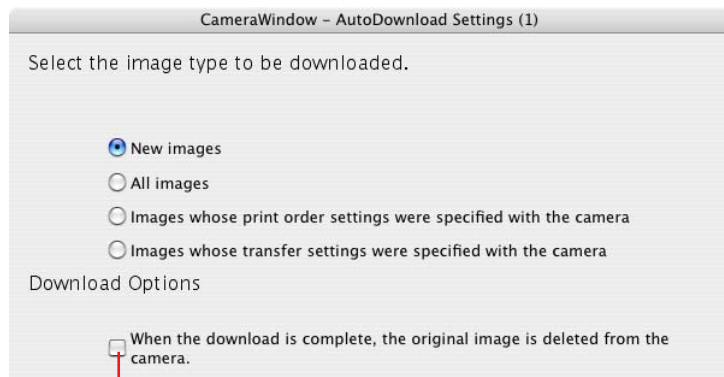 CameraWindow – AutoDownload Settings (1)
Select the image type to be downloaded.
New images
All images
Images whose print order settings were specified with the camera
Images whose transfer settings were specified with the camera
Download Options
When the download is complete, the original image is deleted from the
camera.